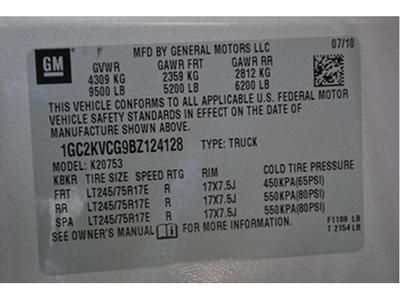 GM
MFD BY GENERAL MOTORS LLC
07/10
GVWR GAWR FRT GAWR RR
4309 KG 2359 KG 2812 KG
9500 LB 5200 LB 6200 LB
THIS VEHICLE CONFORMS TO ALL APPLICABLE U.S. FEDERAL MOTOR
VEHICLE SAFETY STANDARDS IN EFFECT ON THE DATE OF
MANUFACTURE SHOWN ABOVE.
1GC2KVCG9BZ124128 TYPE: TRUCK
MODEL: K20753
KBKR TIRE SIZE SPEED RTG RIM COLD TIRE PRESSURE
FRT LT245/75R17E R 17X7.5J 450KPA(65PSI)
RR LT245/75R17E R 17X7.5J 550KPA(80PSI)
SPA LT245/75R17E R 17X7.5J 550KPA(80PSI)
SEE OWNER'S MANUAL FOR MORE INFORMATION.
F1108 LB
T 2154 LB